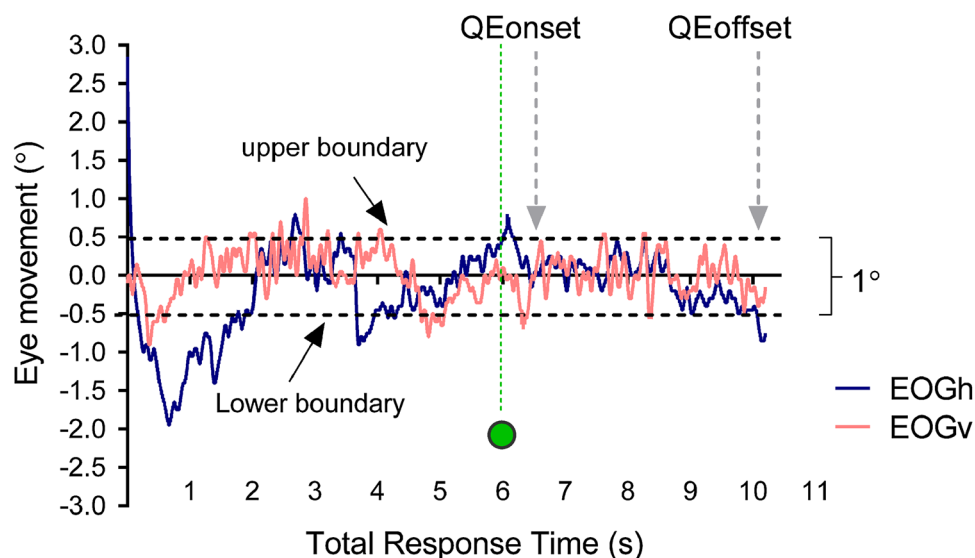 QEonset QEoffset
3.0
2.5
2.0
1.5
1.0
0.5
0.0
-0.5
-1.0
-1.5
-2.0
-2.5
-3.0
Eye movement (°)
upper boundary
Lower boundary
1°
EOGh
EOGv
1 2 3 4 5 6 7 8 9 10 11
Total Response Time (s)